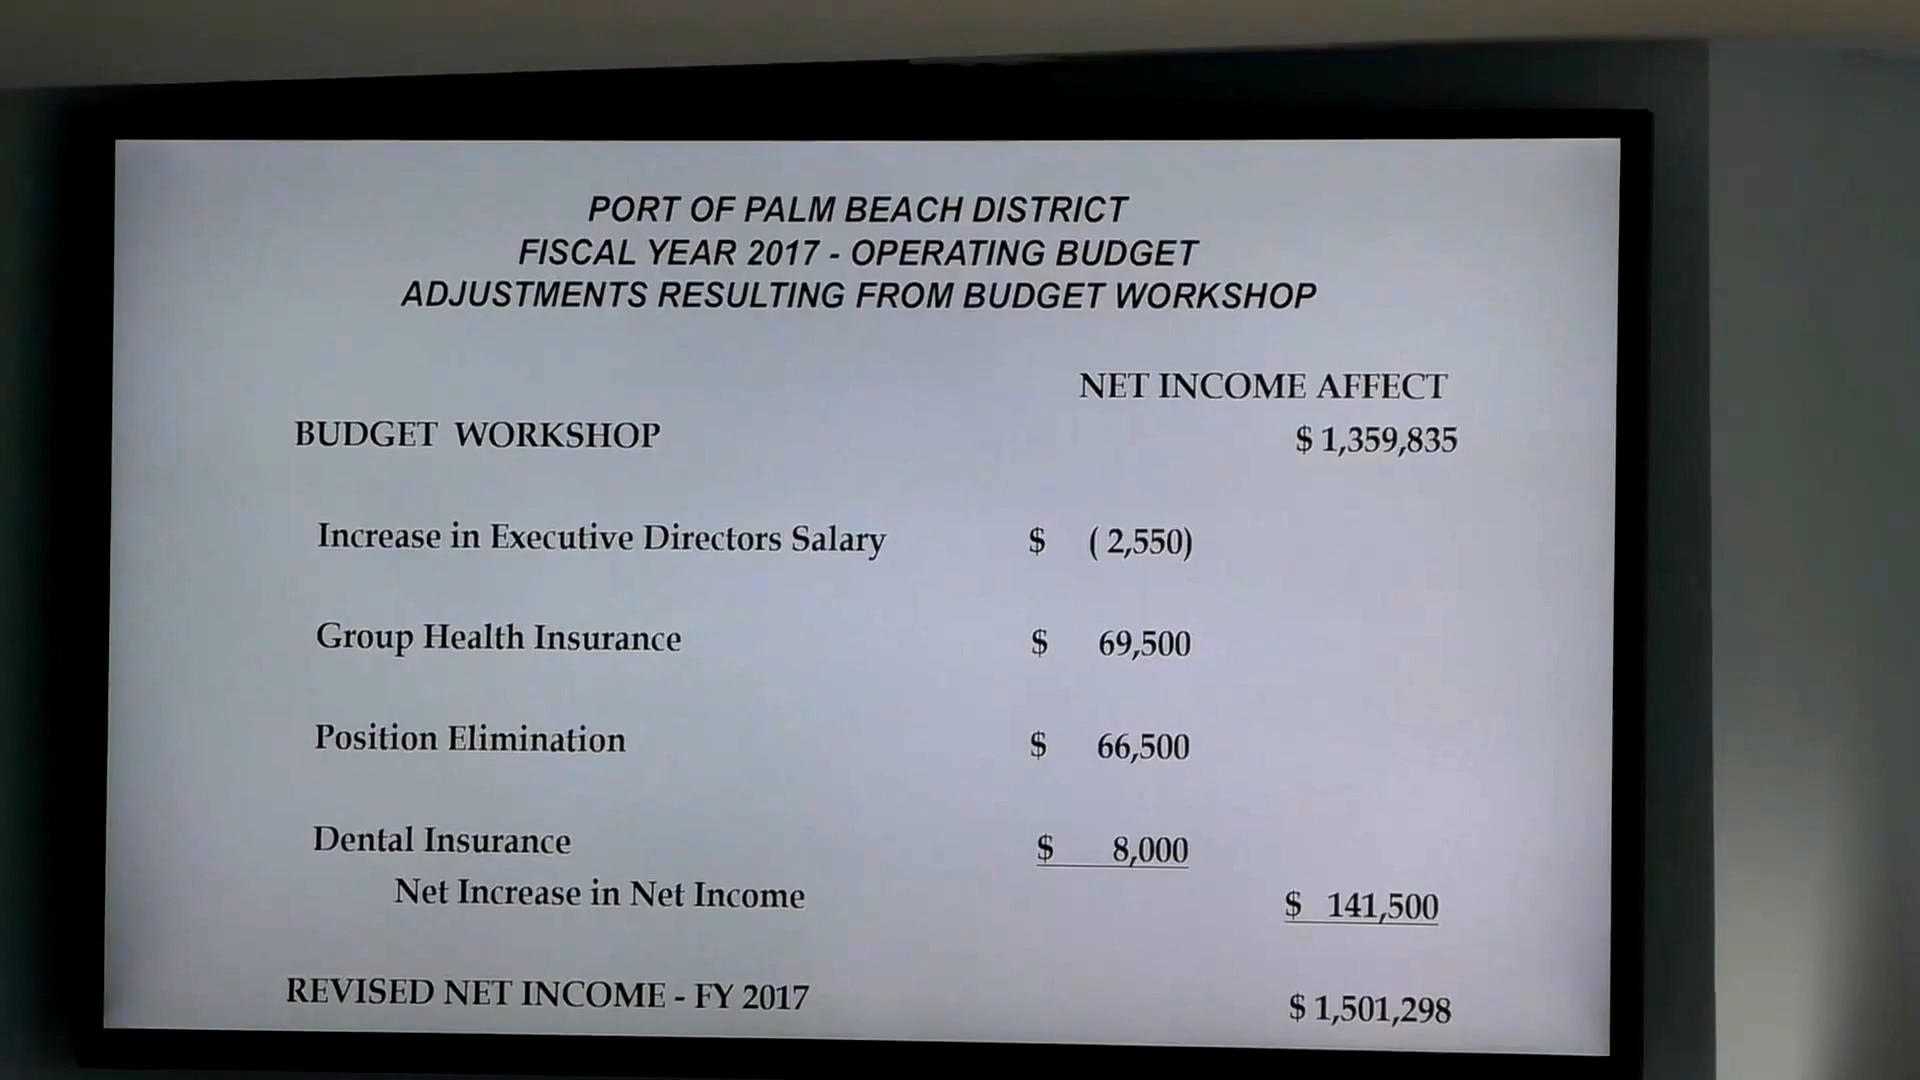 PORT OF PALM BEACH DISTRICT
FISCAL YEAR 2017 - OPERATING BUDGET
ADJUSTMENTS RESULTING FROM BUDGET WORKSHOP
NET INCOME AFFECT
BUDGET WORKSHOP $ 1,359,835
Increase in Executive Directors Salary $ ( 2,550)
Group Health Insurance $ 69,500
Position Elimination $ 66,500
Dental Insurance $ 8,000
Net Increase in Net Income $ 141,500
REVISED NET INCOME - FY 2017 $ 1,501,298